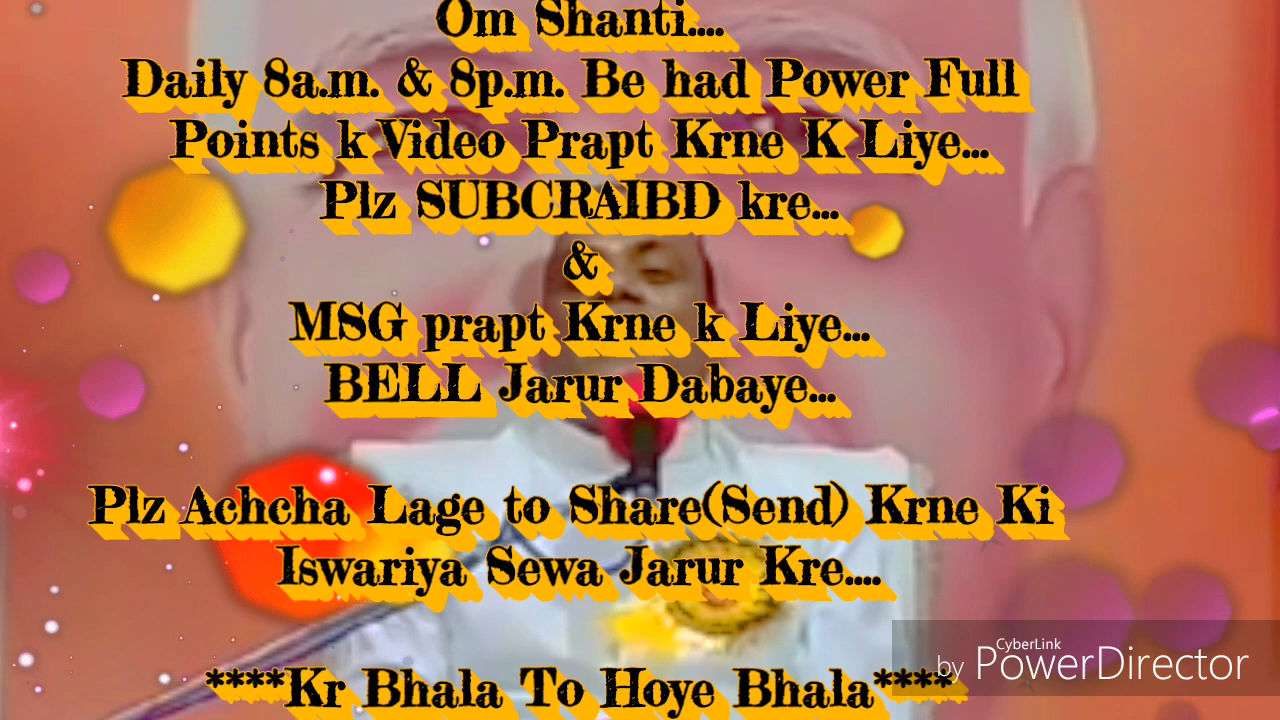 Om Shanti....
Daily 8a.m. & 8p.m. Be had Power Full
Points k Video Prapt Krne K Liye...
Plz SUBCRAIBD kre...
&
MSG prapt Krne k Liye...
BELL Jarur Dabaye...
Plz Achcha Lage to Share(Send) Krne Ki
Iswariya Sewa Jarur Kre....
****Kr Bhala To Hoye Bhala****
CyberLink
by PowerDirector